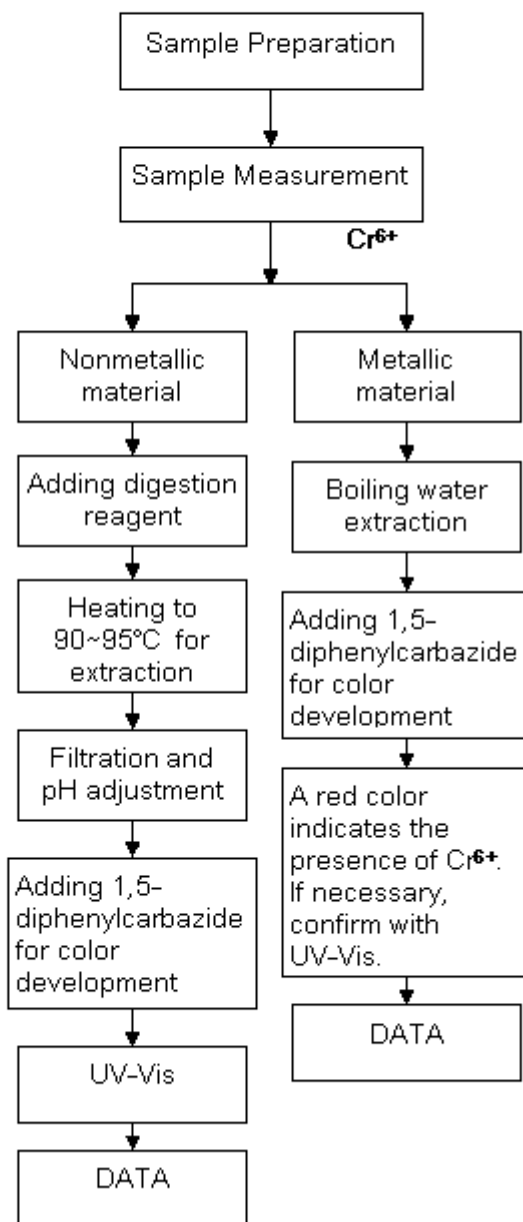 Sample Preparation
Sample Measurement
Cr6+
Nonmetallic
material
Adding digestion
reagent
Heating to
90~95°C for
extraction
Filtration and
pH adjustment
Adding 1,5-
diphenylcarbazide
for color
development
UV-Vis
DATA
Metallic
material
Boiling water
extraction
Adding 1,5-
diphenylcarbazide
for color
development
A red color
indicates the
presence of Cr6+.
If necessary,
confirm with
UV-Vis.
DATA